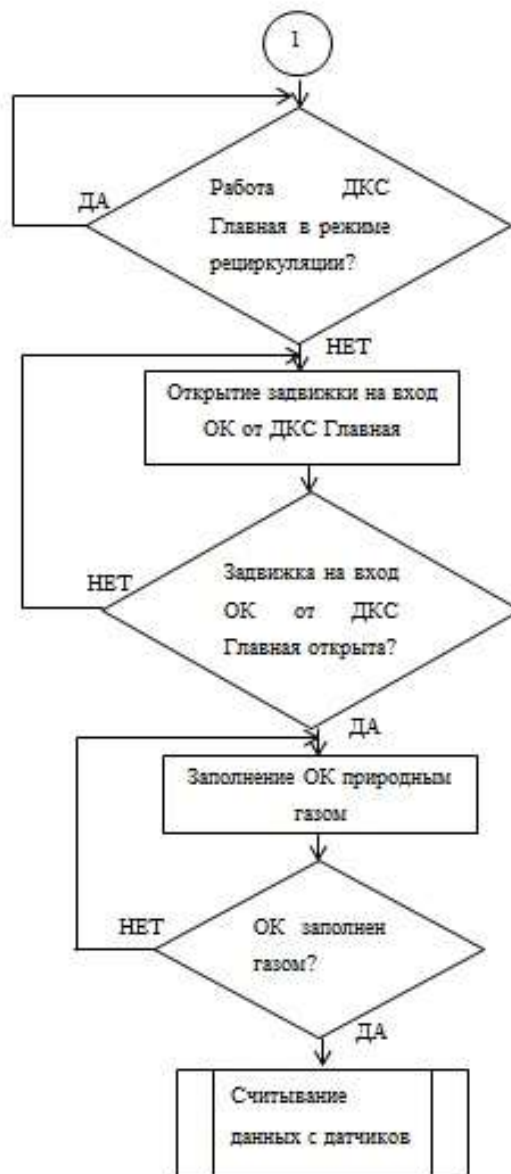 1
Работа ДКС
Главная в режиме
рециркуляции?
ДА
НЕТ
Открытие задвижки на вход
ОК от ДКС Главная
Задвижка на вход
ОК от ДКС
Главная открыта?
НЕТ
ДА
Заполнение ОК природным
газом
ОК заполнен
газом?
НЕТ
ДА
Считывание
данных с датчиков